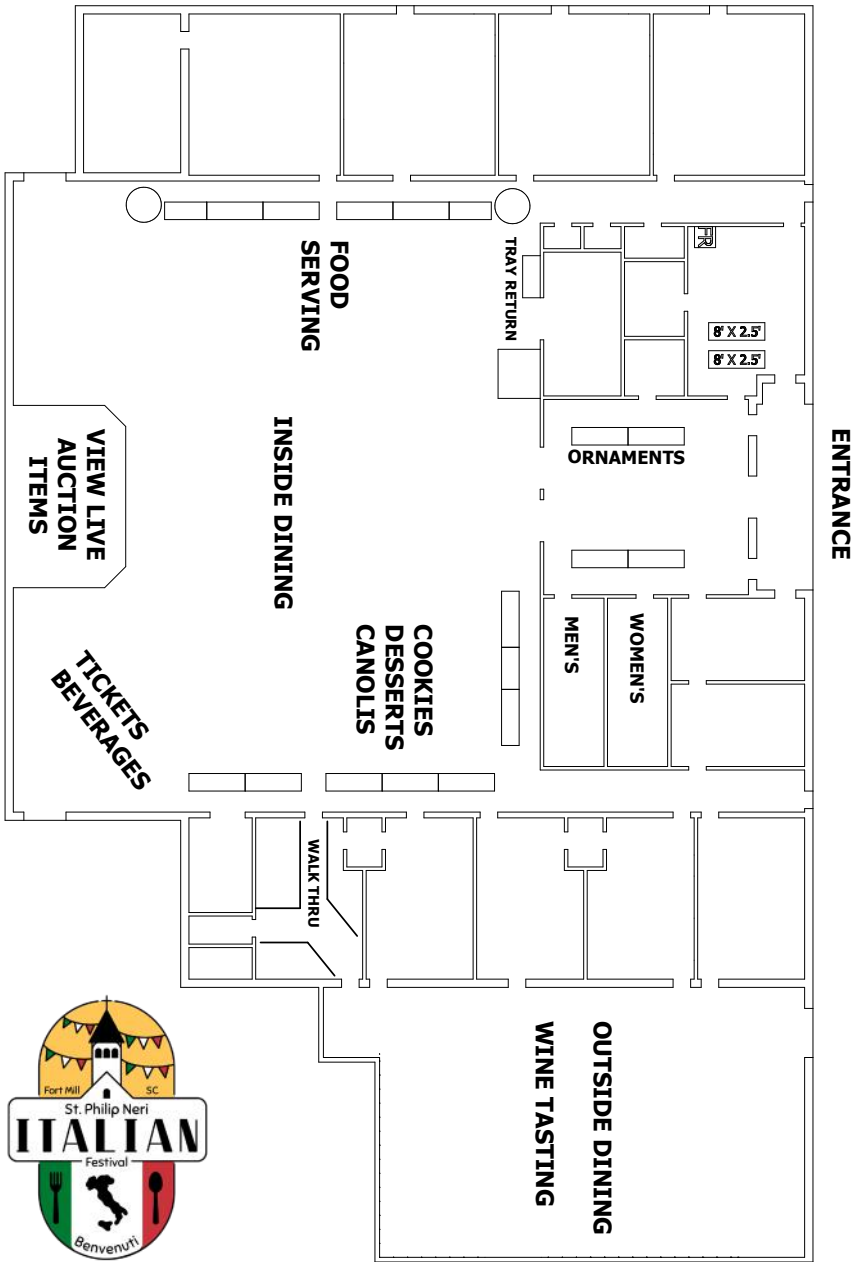 FOOD
SERVING
TRAY RETURN
FR
8' X 2.5'
8' X 2.5'
ENTRANCE
ORNAMENTS
INSIDE DINING
VIEW LIVE
AUCTION
ITEMS
COOKIES
DESSERTS
CANOLIS
MEN'S
WOMEN'S
TICKETS
BEVERAGES
WALK THRU
OUTSIDE DINING
WINE TASTING
Fort Mill SC
St. Philip Neri
ITALIAN
Festival
Benvenuti